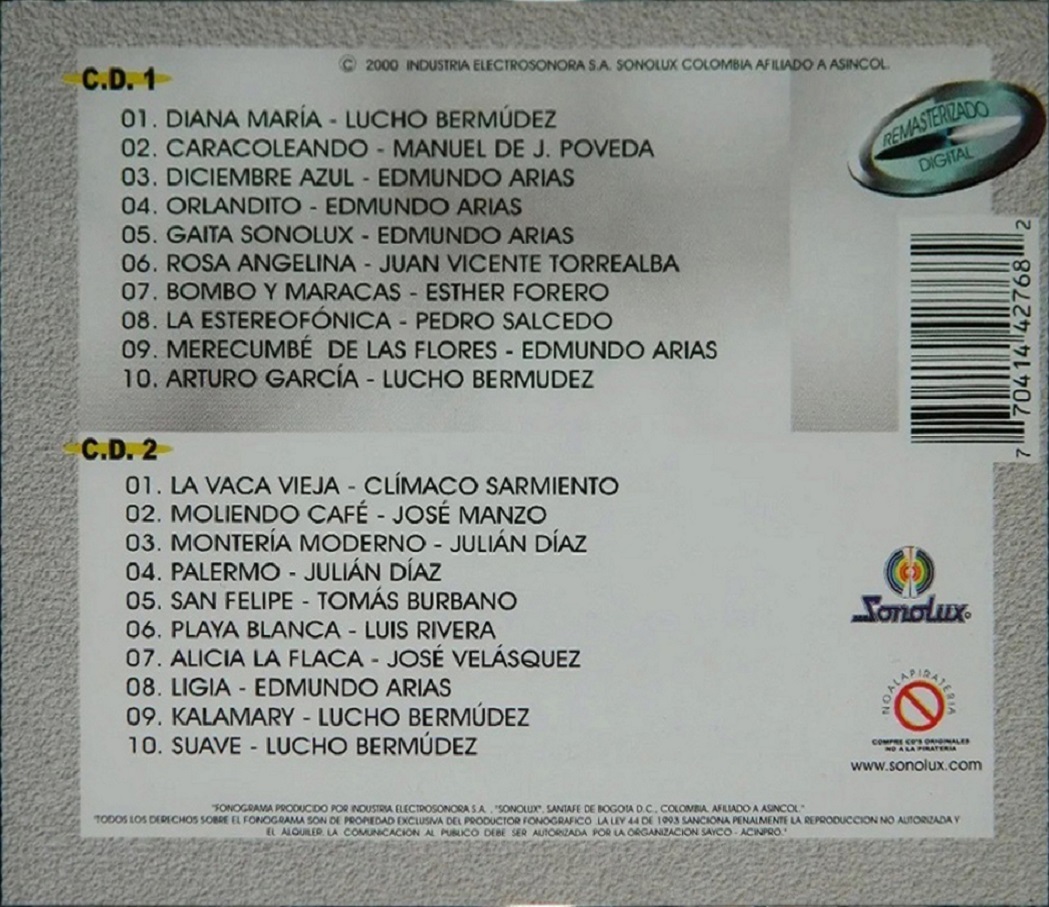 C.D. 1
© 2000 INDUSTRIA ELECTROSONORA S.A. SONOLUX COLOMBIA AFILIADO A ASINCOL.
01. DIANA MARÍA - LUCHO BERMÚDEZ
02. CARACOLEANDO - MANUEL DE J. POVEDA
03. DICIEMBRE AZUL - EDMUNDO ARIAS
04. ORLANDITO - EDMUNDO ARIAS
05. GAITA SONOLUX - EDMUNDO ARIAS
06. ROSA ANGELINA - JUAN VICENTE TORREALBA
07. BOMBO Y MARACAS - ESTHER FORERO
08. LA ESTEREOFÓNICA - PEDRO SALCEDO
09. MERECUMBÉ DE LAS FLORES - EDMUNDO ARIAS
10. ARTURO GARCÍA - LUCHO BERMUDEZ
REMASTERIZADO
DIGITAL
7 70414 42768 2
C.D. 2
01. LA VACA VIEJA - CLÍMACO SARMIENTO
02. MOLIENDO CAFÉ - JOSÉ MANZO
03. MONTERÍA MODERNO - JULIÁN DÍAZ
04. PALERMO - JULIÁN DÍAZ
05. SAN FELIPE - TOMÁS BURBANO
06. PLAYA BLANCA - LUIS RIVERA
07. ALICIA LA FLACA - JOSÉ VELÁSQUEZ
08. LIGIA - EDMUNDO ARIAS
09. KALAMARY - LUCHO BERMÚDEZ
10. SUAVE - LUCHO BERMÚDEZ
Sonolux
NO A LA PIRATERIA
COMPRE CD'S ORIGINALES
NO A LA PIRATERIA
www.sonolux.com
"FONOGRAMA PRODUCIDO POR INDUSTRIA ELECTROSONORA S.A. , "SONOLUX", SANTAFE DE BOGOTA D.C., COLOMBIA, AFILIADO A ASINCOL."
"TODOS LOS DERECHOS SOBRE EL FONOGRAMA SON DE PROPIEDAD EXCLUSIVA DEL PRODUCTOR FONOGRAFICO .LA LEY 44 DE 1993 SANCIONA PENALMENTE LA REPRODUCCION NO AUTORIZADA Y
EL ALQUILER. LA COMUNICACION AL PUBLICO DEBE SER AUTORIZADA POR LA ORGANIZACION SAYCO - ACINPRO."